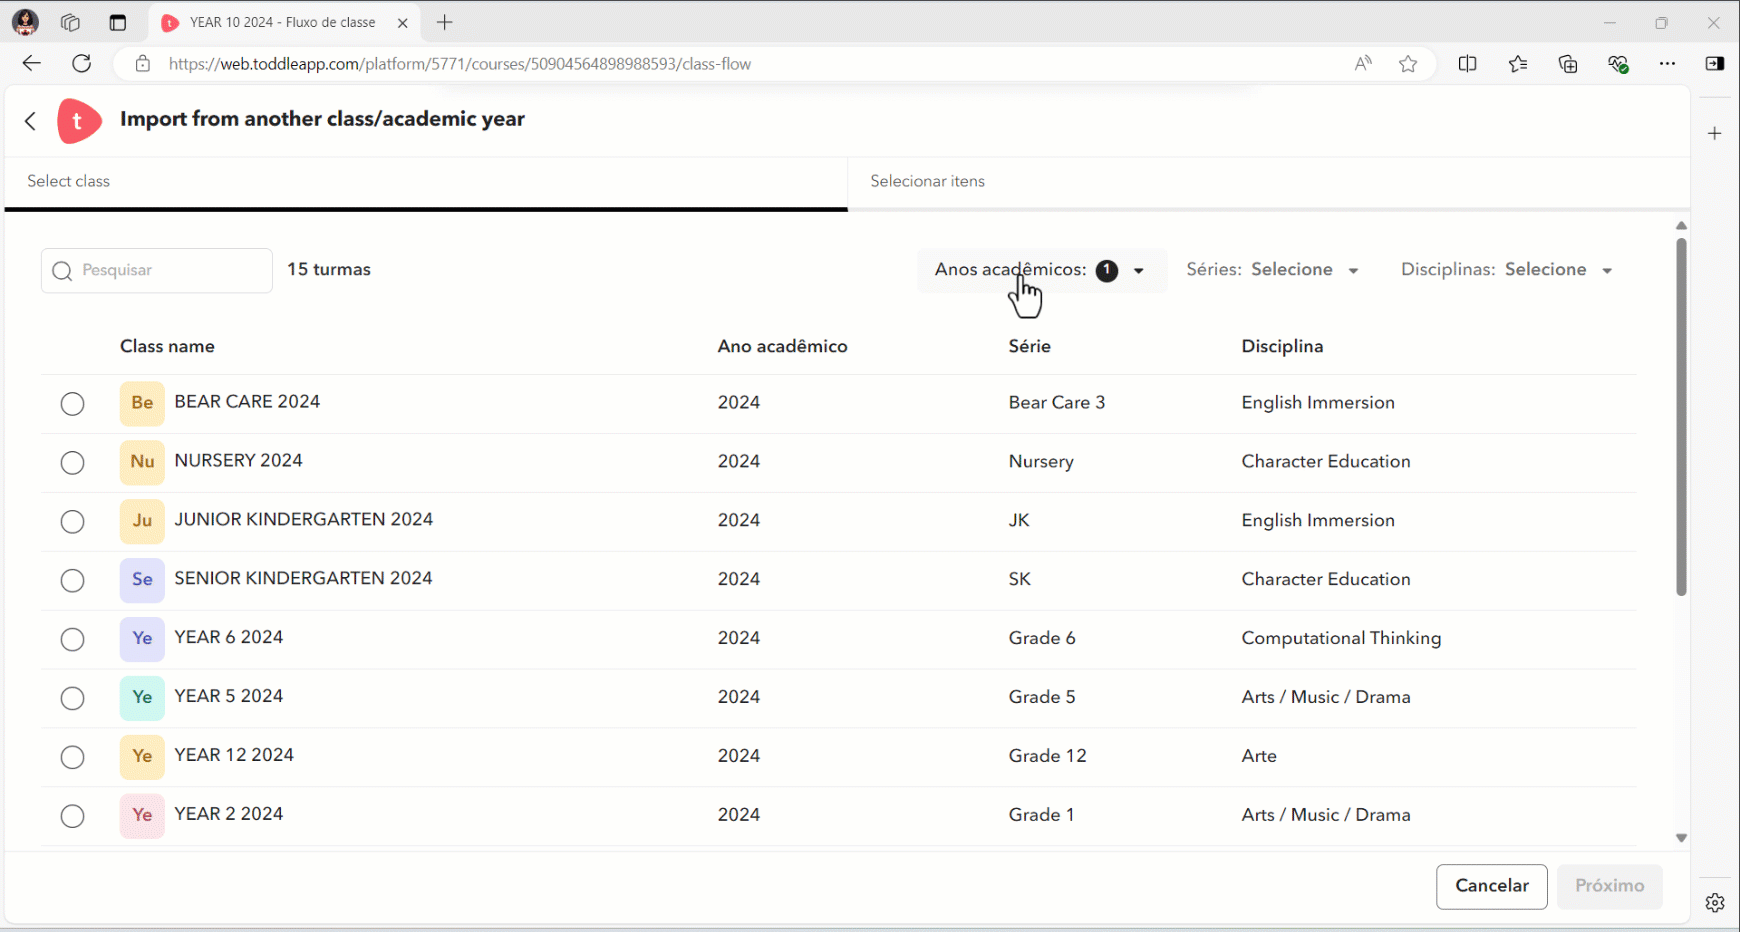 YEAR 10 2024 - Fluxo de classe
https://web.toddleapp.com/platform/5771/courses/50904564898988593/class-flow
t
Import from another class/academic year
Select class
Selecionar itens
Pesquisar
15 turmas
Anos acadêmicos: 1
Séries: Selecione
Disciplinas: Selecione
Class name Ano acadêmico Série Disciplina
Be BEAR CARE 2024 2024 Bear Care 3 English Immersion
Nu NURSERY 2024 2024 Nursery Character Education
Ju JUNIOR KINDERGARTEN 2024 2024 JK English Immersion
Se SENIOR KINDERGARTEN 2024 2024 SK Character Education
Ye YEAR 6 2024 2024 Grade 6 Computational Thinking
Ye YEAR 5 2024 2024 Grade 5 Arts / Music / Drama
Ye YEAR 12 2024 2024 Grade 12 Arte
Ye YEAR 2 2024 2024 Grade 1 Arts / Music / Drama
Cancelar
Próximo